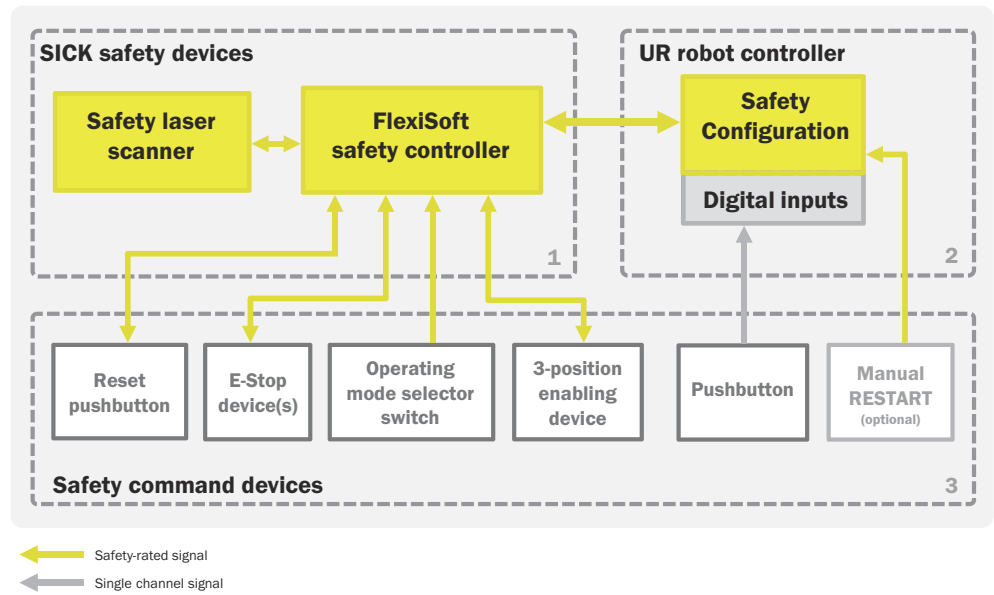 SICK safety devices
Safety laser
scanner
FlexiSoft
safety controller
1
UR robot controller
Safety
Configuration
Digital inputs
2
Reset
pushbutton
E-Stop
device(s)
Operating
mode selector
switch
3-position
enabling
device
Pushbutton
Manual
RESTART
(optional)
Safety command devices
3
Safety-rated signal
Single channel signal